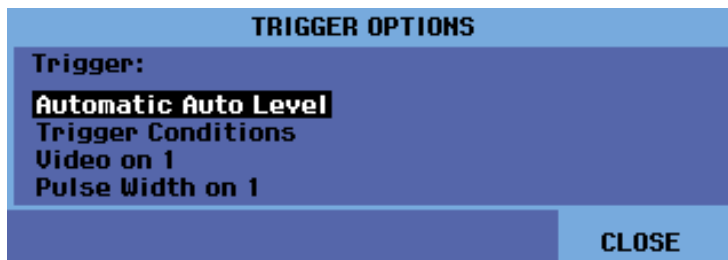 TRIGGER OPTIONS
Trigger:
Automatic Auto Level
Trigger Conditions
Video on 1
Pulse Width on 1
CLOSE